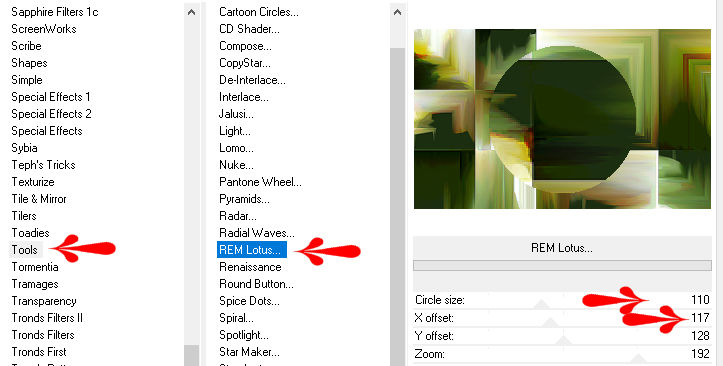 Sapphire Filters 1c
ScreenWorks
Scribe
Shapes
Simple
Special Effects 1
Special Effects 2
Special Effects
Sybia
Teph's Tricks
Texturize
Tile & Mirror
Tilers
Toadies
Tools
Tormentia
Tramages
Transparency
Tronds Filters II
Tronds First
Cartoon Circles...
CD Shader...
Compose...
CopyStar...
De-Interlace...
Interlace...
Jalusi...
Light...
Lomo...
Nuke...
Pantone Wheel...
Pyramids...
Radar...
Radial Waves...
REM Lotus...
Renaissance
Round Button...
Spice Dots...
Spiral...
Spotlight...
Star Maker...
REM Lotus...
Circle size: 110
X offset: 117
Y offset: 128
Zoom: 192